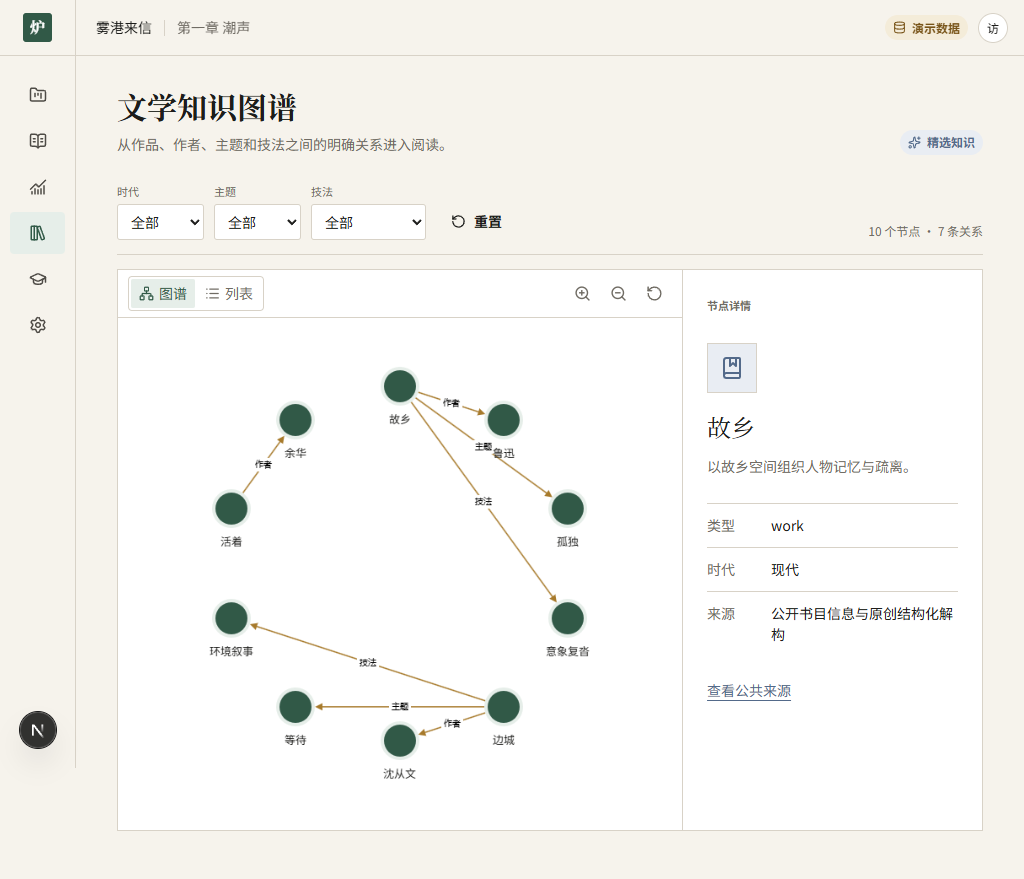 炉
雾港来信
第一章 潮声
演示数据
访
文学知识图谱
从作品、作者、主题和技法之间的明确关系进入阅读。
精选知识
时代
主题
技法
全部
全部
全部
重置
10 个节点 · 7 条关系
图谱
列表
节点详情
故乡
以故乡空间组织人物记忆与疏离。
类型
work
时代
现代
来源
公开书目信息与原创结构化解
构
查看公共来源
故乡
作者
鲁迅
主题
孤独
技法
意象复沓
余华
作者
活着
环境叙事
技法
等待
主题
边城
作者
沈从文
N